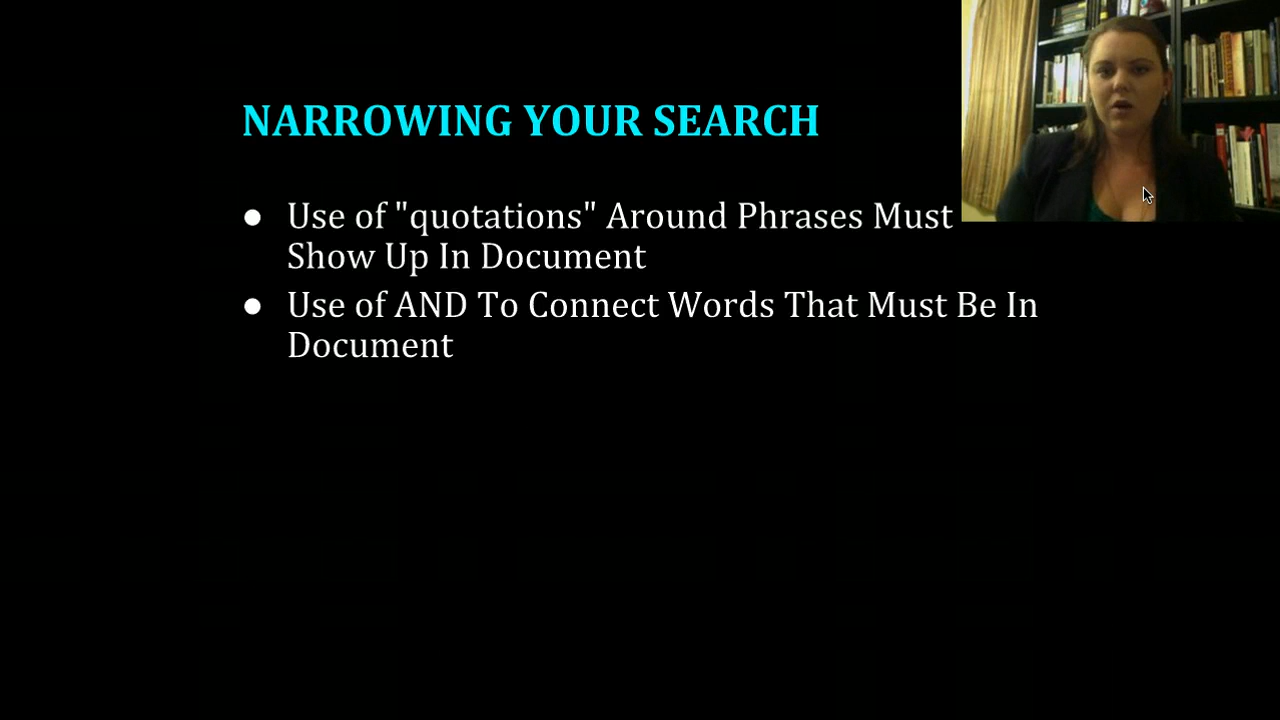 NARROWING YOUR SEARCH
● Use of "quotations" Around Phrases Must
Show Up In Document
● Use of AND To Connect Words That Must Be In
Document